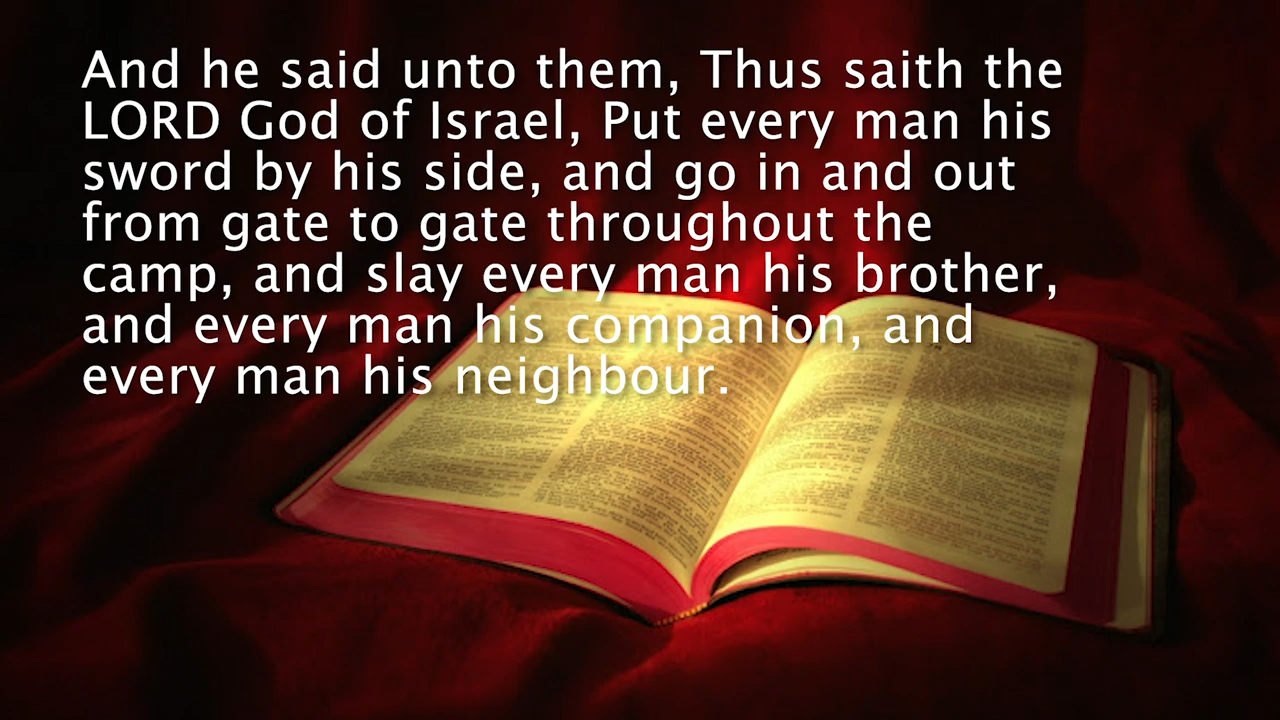 And he said unto them, Thus saith the
LORD God of Israel, Put every man his
sword by his side, and go in and out
from gate to gate throughout the
camp, and slay every man his brother,
and every man his companion, and
every man his neighbour.